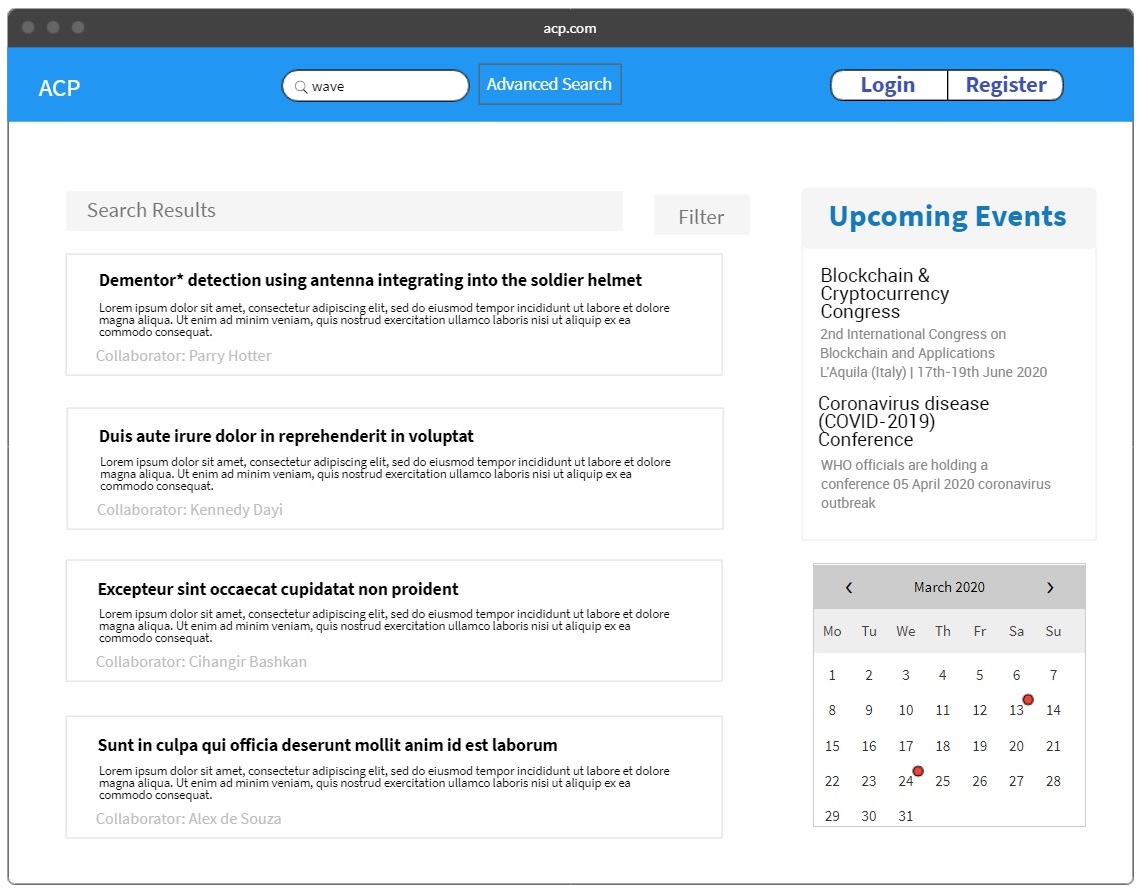 acp.com
ACP
wave
Advanced Search
Login
Register
Search Results
Filter
Dementor* detection using antenna integrating into the soldier helmet
Lorem ipsum dolor sit amet, consectetur adipiscing elit, sed do eiusmod tempor incididunt ut labore et dolore
magna aliqua. Ut enim ad minim veniam, quis nostrud exercitation ullamco laboris nisi ut aliquip ex ea
commodo consequat.
Collaborator: Parry Hotter
Duis aute irure dolor in reprehenderit in voluptat
Lorem ipsum dolor sit amet, consectetur adipiscing elit, sed do eiusmod tempor incididunt ut labore et dolore
magna aliqua. Ut enim ad minim veniam, quis nostrud exercitation ullamco laboris nisi ut aliquip ex ea
commodo consequat.
Collaborator: Kennedy Dayi
Excepteur sint occaecat cupidatat non proident
Lorem ipsum dolor sit amet, consectetur adipiscing elit, sed do eiusmod tempor incididunt ut labore et dolore
magna aliqua. Ut enim ad minim veniam, quis nostrud exercitation ullamco laboris nisi ut aliquip ex ea
commodo consequat.
Collaborator: Cihangir Bashkan
Sunt in culpa qui officia deserunt mollit anim id est laborum
Lorem ipsum dolor sit amet, consectetur adipiscing elit, sed do eiusmod tempor incididunt ut labore et dolore
magna aliqua. Ut enim ad minim veniam, quis nostrud exercitation ullamco laboris nisi ut aliquip ex ea
commodo consequat.
Collaborator: Alex de Souza
Upcoming Events
Blockchain &
Cryptocurrency
Congress
2nd International Congress on
Blockchain and Applications
L'Aquila (Italy) | 17th-19th June 2020
Coronavirus disease
(COVID-2019)
Conference
WHO officials are holding a
conference 05 April 2020 coronavirus
outbreak
March 2020
Mo Tu We Th Fr Sa Su
1 2 3 4 5 6 7
8 9 10 11 12 13 14
15 16 17 18 19 20 21
22 23 24 25 26 27 28
29 30 31